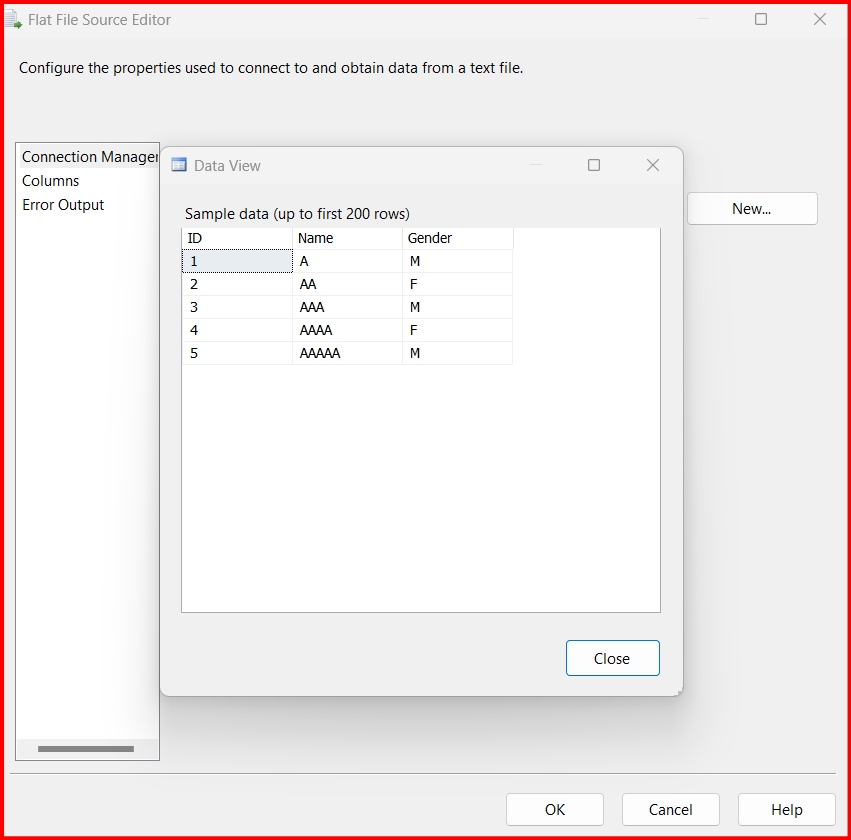 Flat File Source Editor
Configure the properties used to connect to and obtain data from a text file.
Connection Manager
Columns
Error Output
New...
Data View
Sample data (up to first 200 rows)
ID Name Gender
1 A M
2 AA F
3 AAA M
4 AAAA F
5 AAAAA M
Close
OK Cancel Help